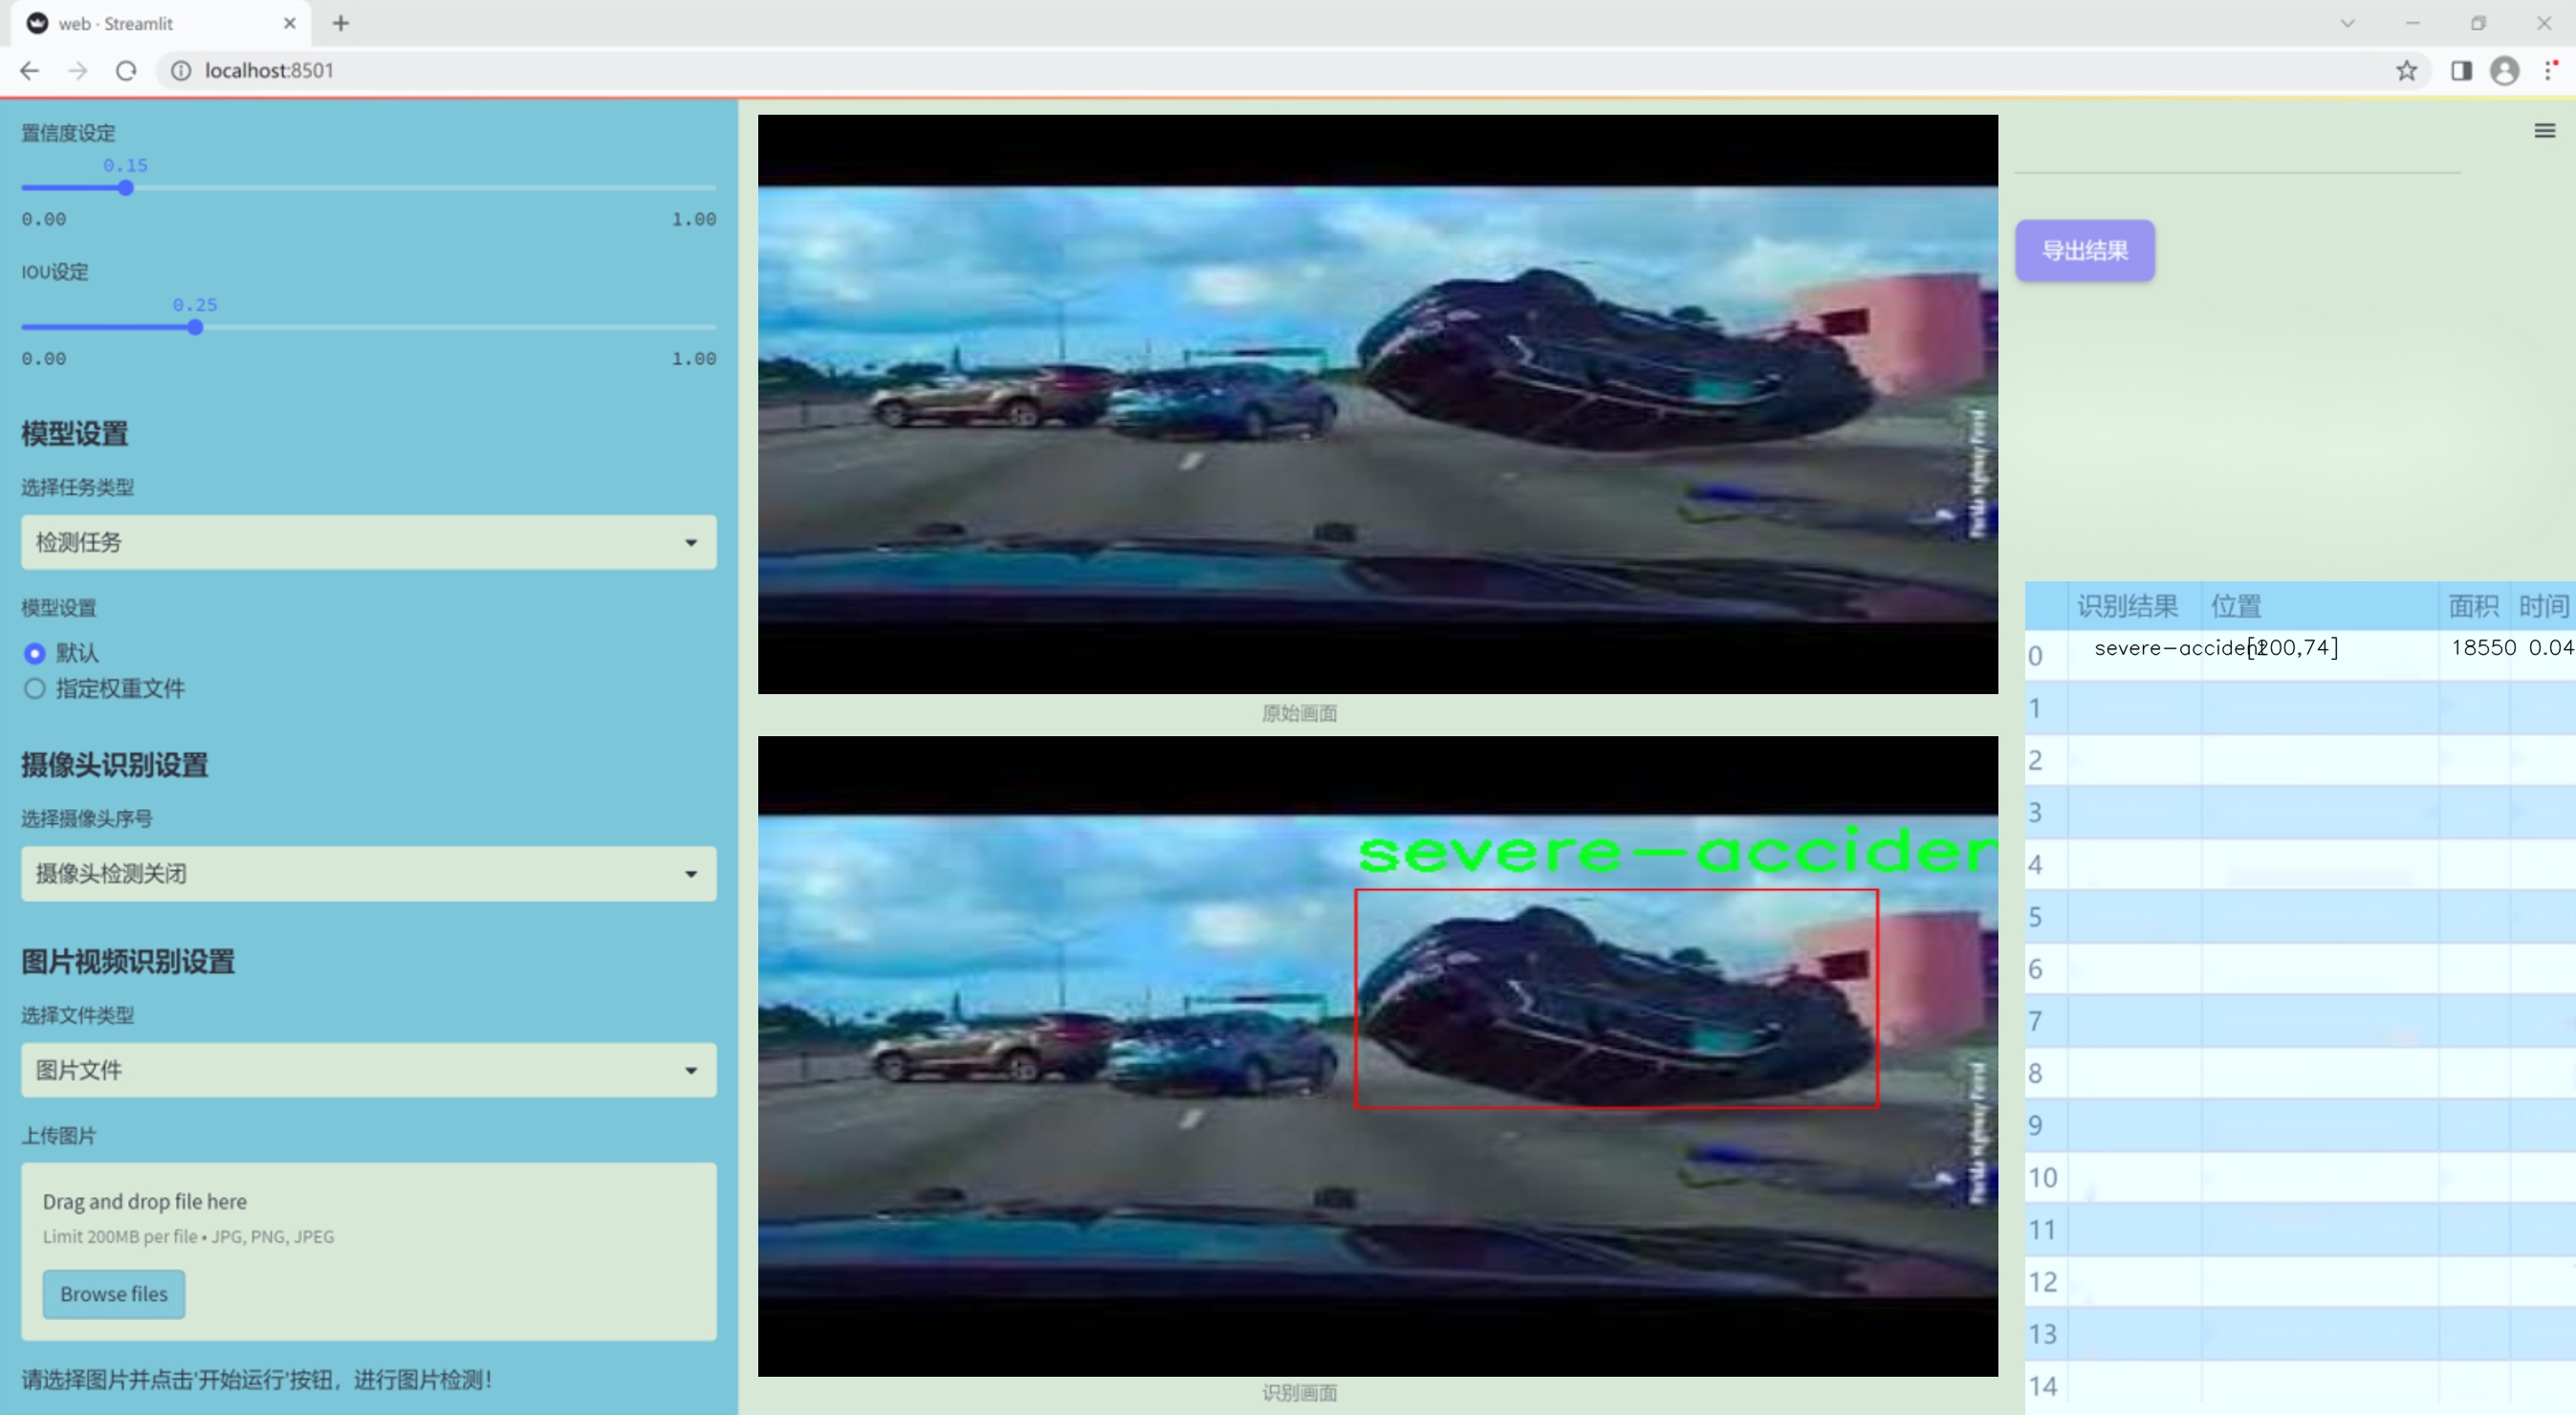 web · Streamlit
localhost:8501
置信度设定
0.15
0.00 1.00
IOU设定
0.25
0.00 1.00
模型设置
选择任务类型
检测任务
模型设置
默认
指定权重文件
摄像头识别设置
选择摄像头序号
摄像头检测关闭
图片视频识别设置
选择文件类型
图片文件
上传图片
Drag and drop file here
Limit 200MB per file • JPG, PNG, JPEG
Browse files
请选择图片并点击'开始运行'按钮，进行图片检测！
原始画面
severe-acciden
识别画面
导出结果
识别结果 位置 面积 时间
0 severe-accident [200,74] 18550 0.04
1
2
3
4
5
6
7
8
9
10
11
12
13
14